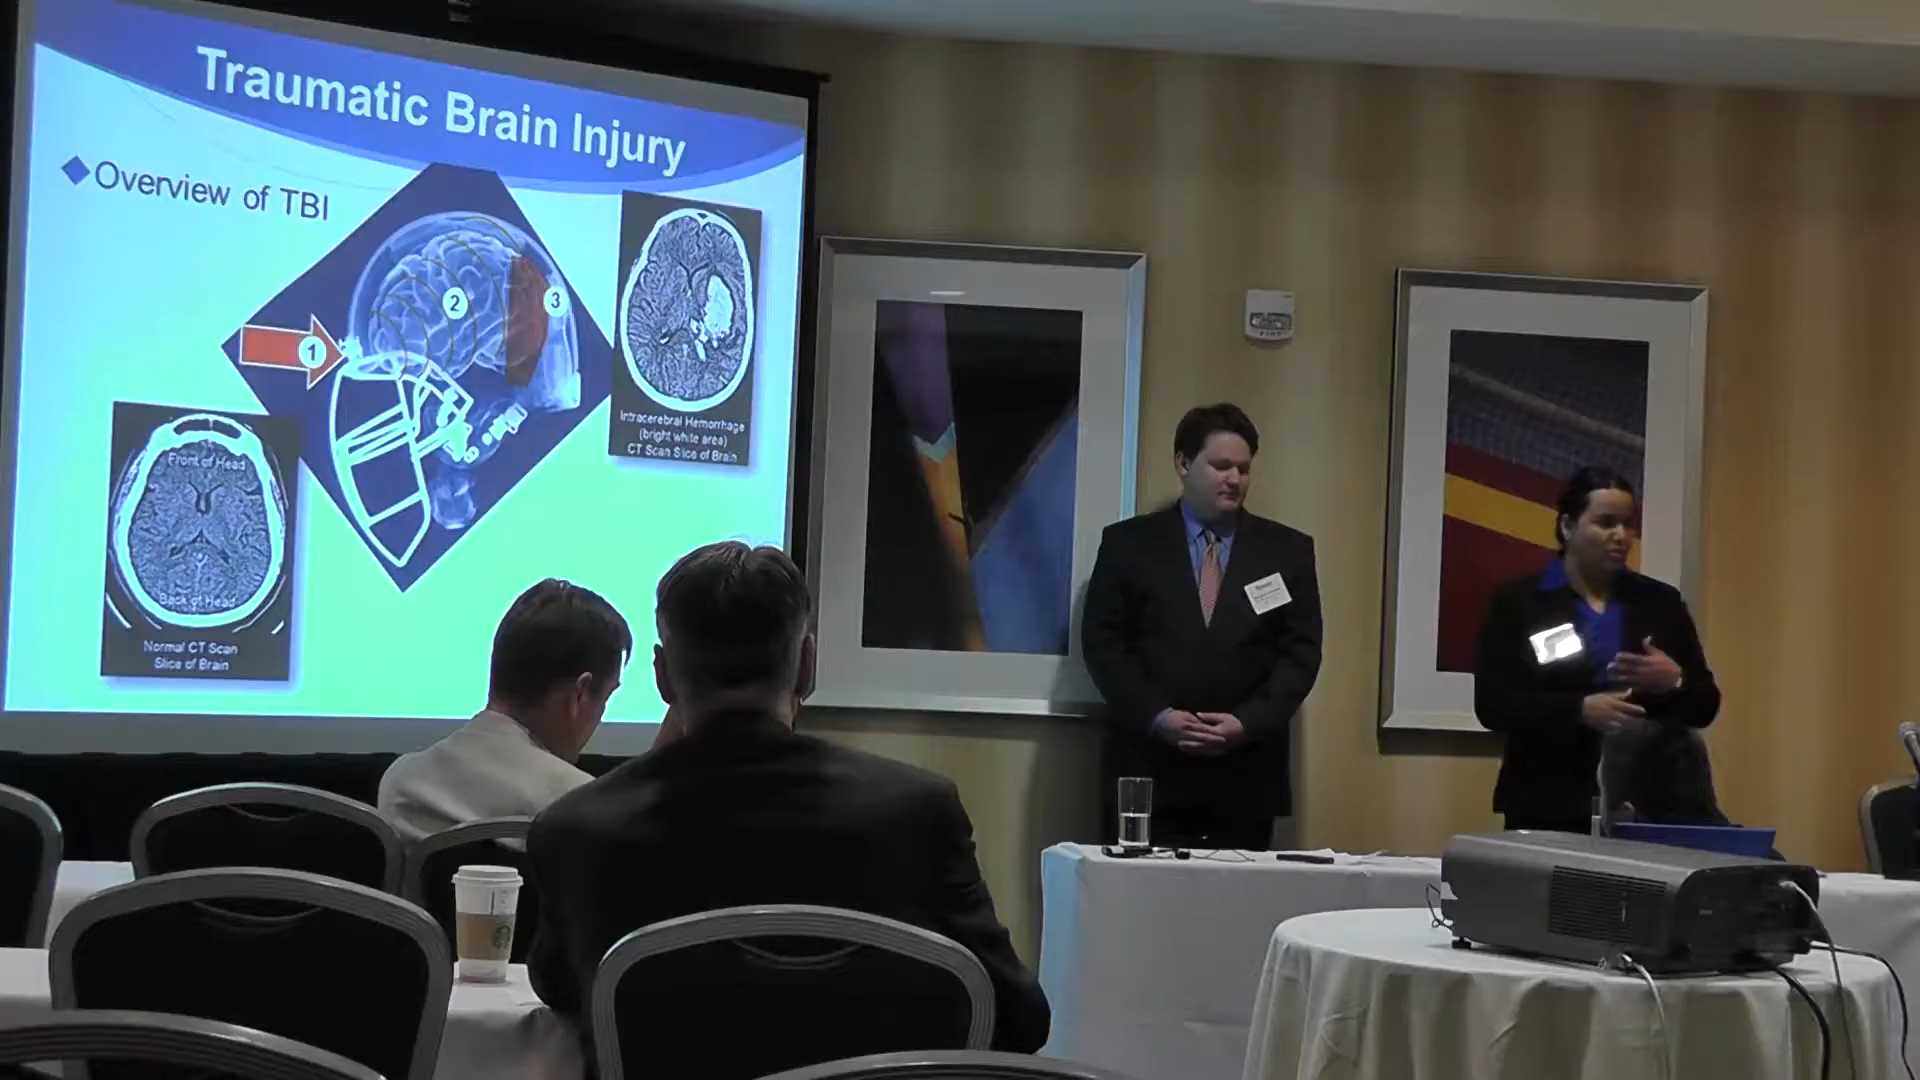 Traumatic Brain Injury
Overview of TBI
1
2
3
Intracerebral Hemorrhage
(bright white area)
CT Scan Slice of Brain
Front of Head
Back of Head
Normal CT Scan
Slice of Brain